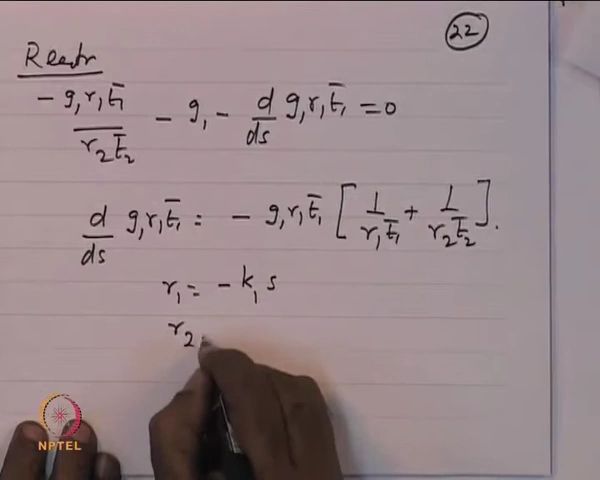 22
Reactr
- g₁r₁t̄₁ / r₂t̄₂ - g₁ - d/ds g₁r₁t̄₁ = 0
d/ds g₁r₁t̄₁ = - g₁r₁t̄₁ [ 1/r₁t̄₁ + 1/r₂t̄₂ ].
r₁ = - k₁ s
r₂
NPTEL